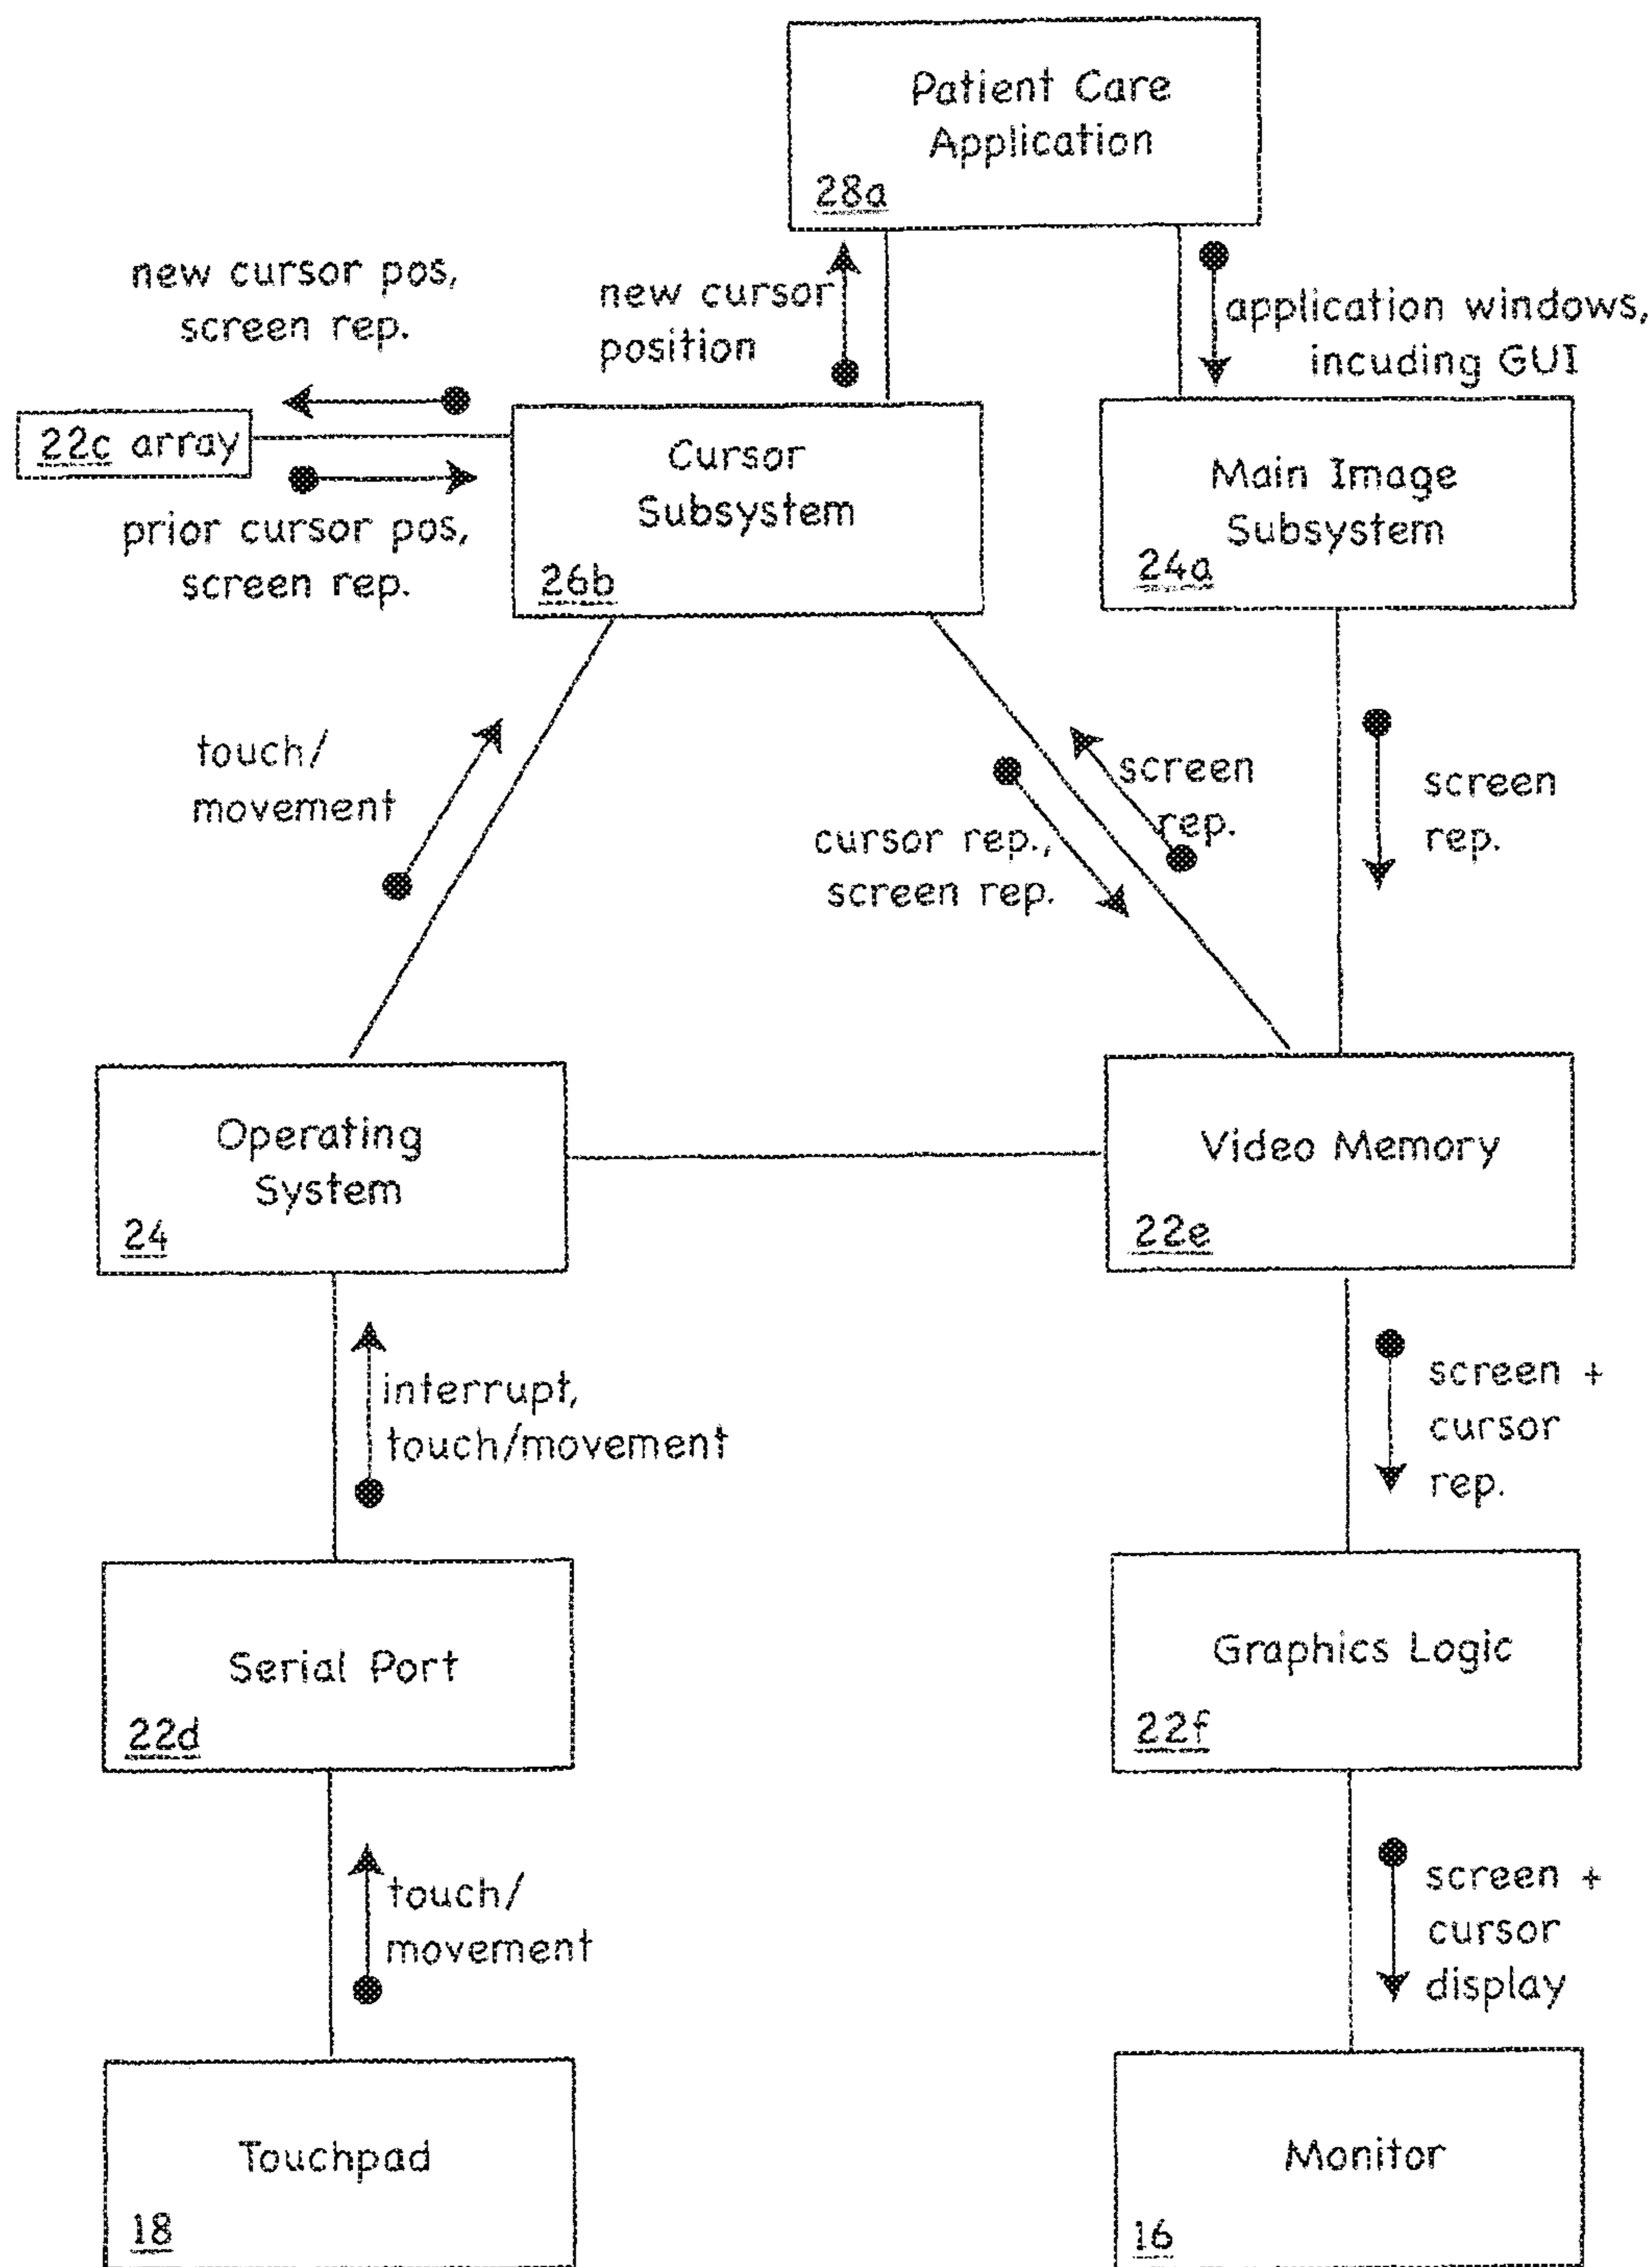 Patient Care
Application
28a
new cursor pos,
screen rep.
new cursor
position
application windows,
incuding GUI
22c array
prior cursor pos,
screen rep.
Cursor
Subsystem
26b
Main Image
Subsystem
24a
touch/
movement
cursor rep.,
screen rep.
screen
rep.
screen
rep.
Operating
System
24
Video Memory
22e
interrupt,
touch/movement
screen +
cursor
rep.
Serial Port
22d
Graphics Logic
22f
touch/
movement
screen +
cursor
display
Touchpad
18
Monitor
16